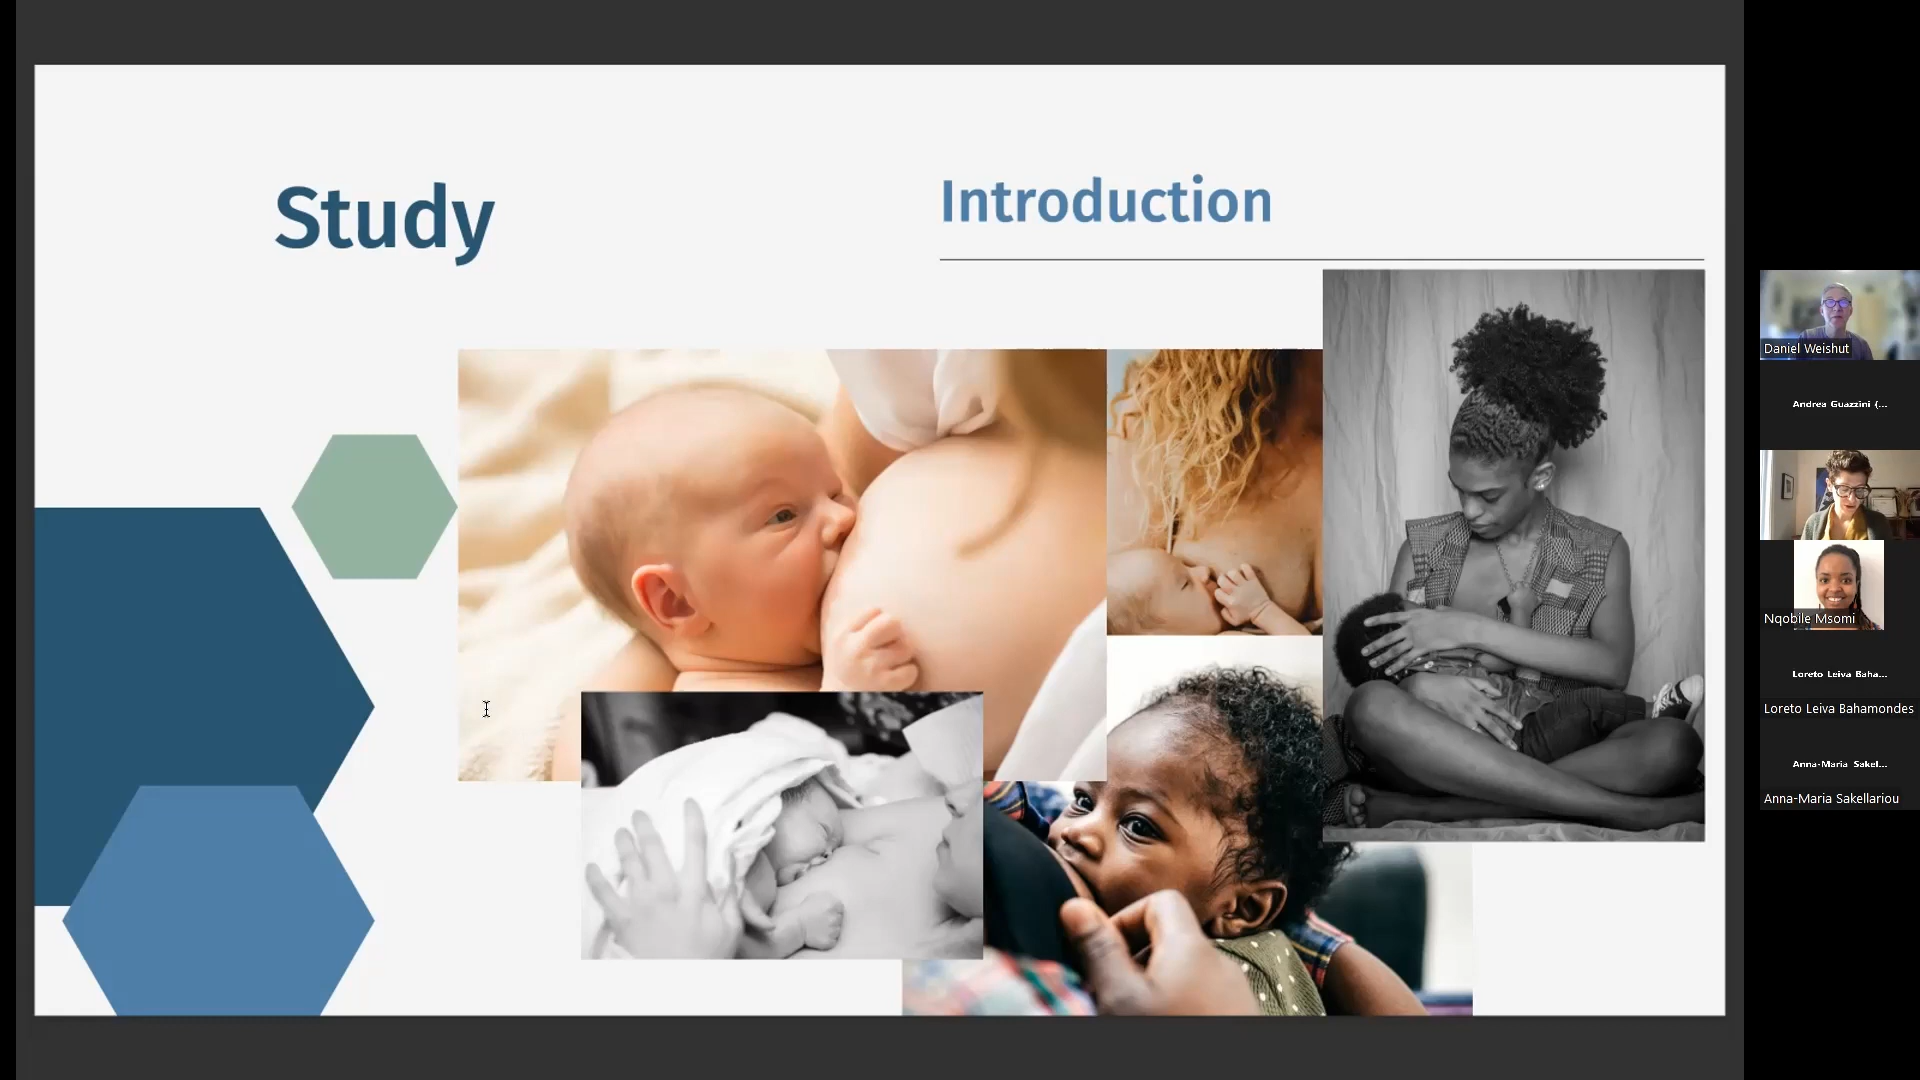 Study
Introduction
Daniel Weishut
Andrea Guazzini (...
Nqobile Msomi
Loreto Leiva Baha...
Loreto Leiva Bahamondes
Anna-Maria Sakel...
Anna-Maria Sakellariou